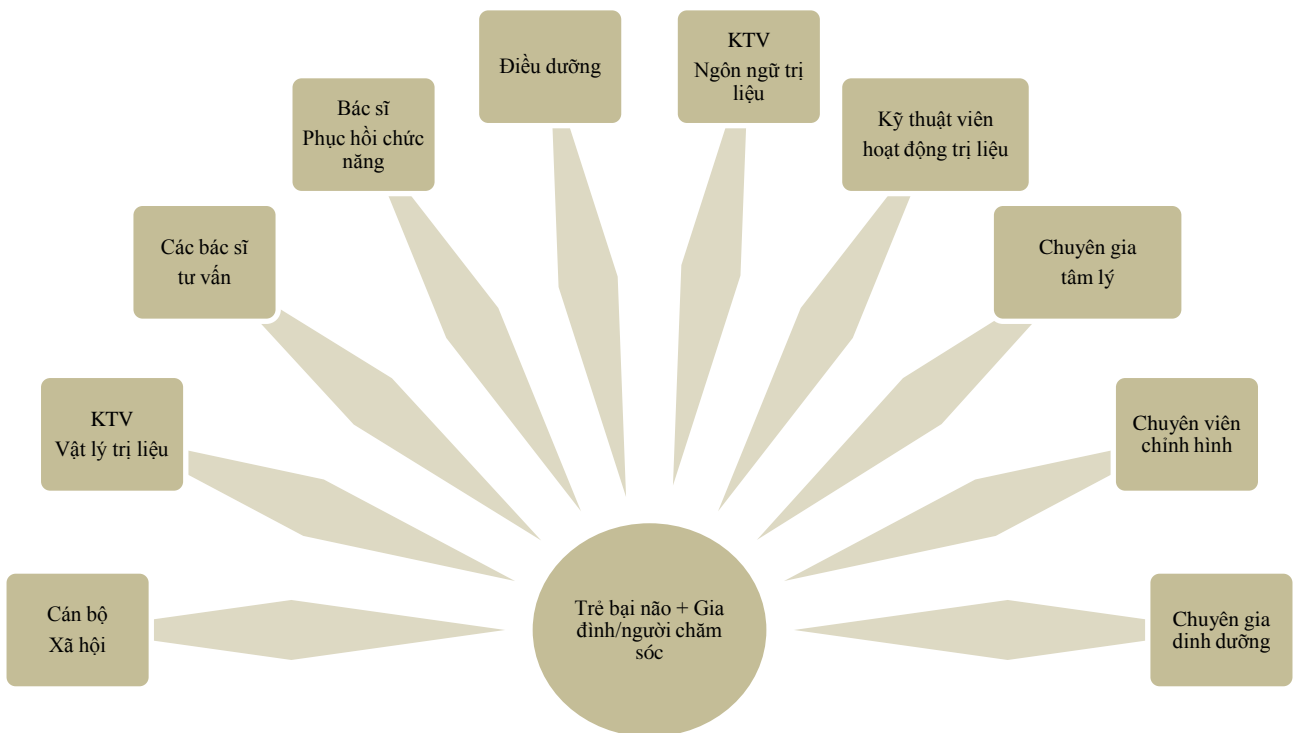 KTV
Ngôn ngữ trị
liệu
Điều dưỡng
Bác sĩ
Phục hồi chức
năng
Kỹ thuật viên
hoạt động trị liệu
Các bác sĩ
tư vấn
Chuyên gia
tâm lý
KTV
Vật lý trị liệu
Chuyên viên
chỉnh hình
Cán bộ
Xã hội
Trẻ bại não + Gia
đình/người chăm
sóc
Chuyên gia
dinh dưỡng